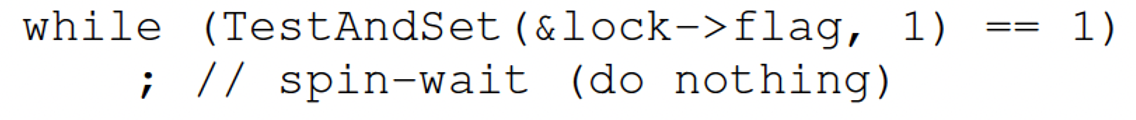 while (TestAndSet(&lock->flag, 1) == 1)
    ; // spin-wait (do nothing)